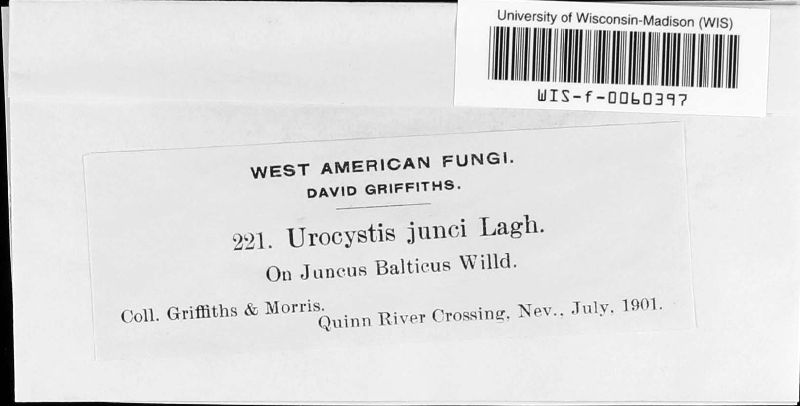 University of Wisconsin-Madison (WIS)
WIS-f-0060397
WEST AMERICAN FUNGI.
DAVID GRIFFITHS.
221. Urocystis junci Lagh.
On Juncus Balticus Willd.
Coll. Griffiths & Morris.
Quinn River Crossing, Nev., July, 1901.